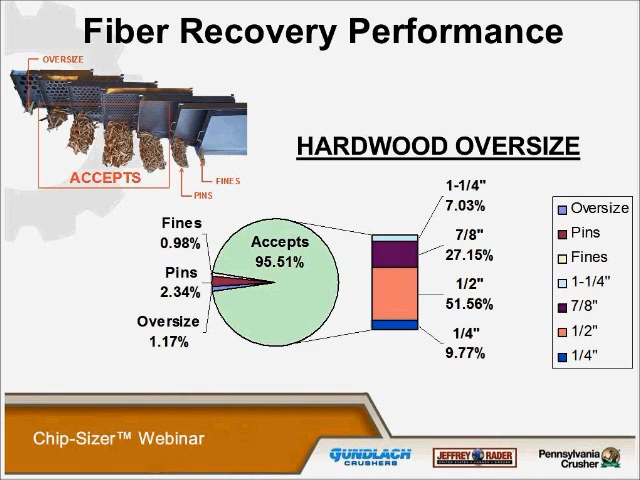 Fiber Recovery Performance
OVERSIZE
ACCEPTS
FINES
PINS
HARDWOOD OVERSIZE
Fines
0.98%
Pins
2.34%
Oversize
1.17%
Accepts
95.51%
1-1/4"
7.03%
7/8"
27.15%
1/2"
51.56%
1/4"
9.77%
Oversize
Pins
Fines
1-1/4"
7/8"
1/2"
1/4"
Chip-Sizer™ Webinar
GUNDLACH
CRUSHERS
JEFFREY RADER
Pennsylvania
Crusher